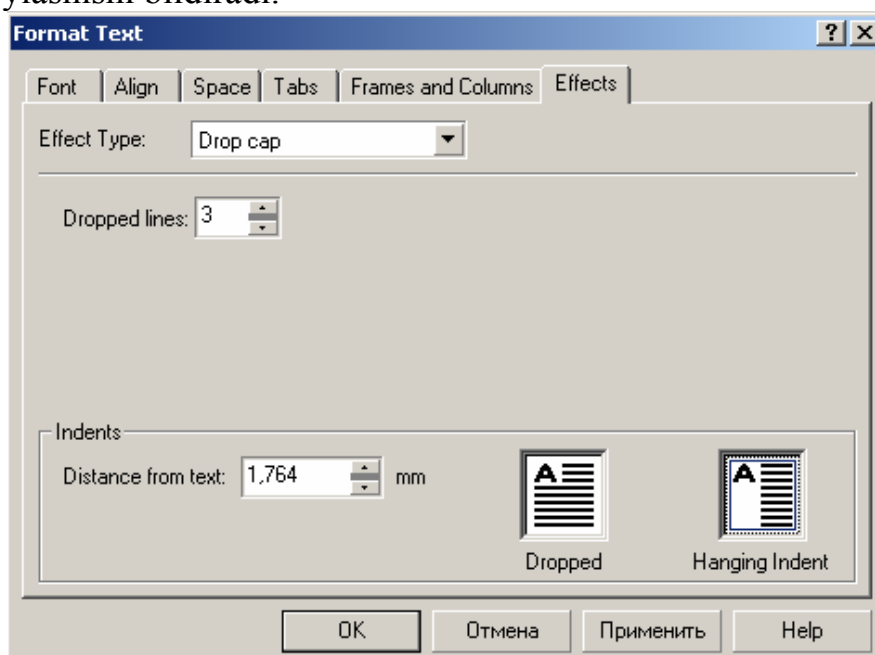 Format Text
Font Align Space Tabs Frames and Columns Effects
Effect Type: Drop cap
Dropped lines: 3
Indents
Distance from text: 1,764 mm
A A
Dropped Hanging Indent
OK Отмена Применить Help